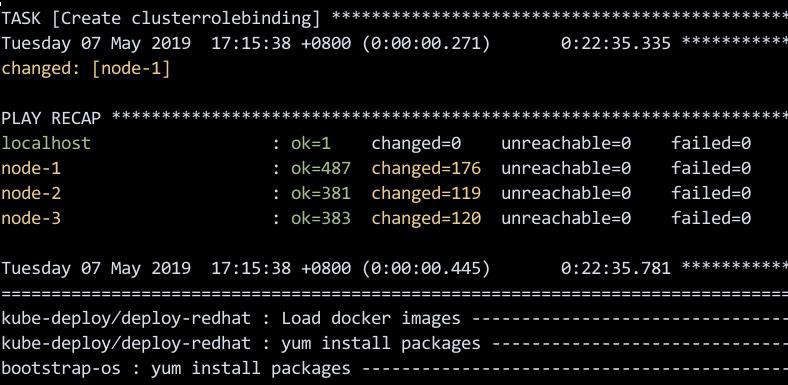 TASK [Create clusterrolebinding] **********************************************
Tuesday 07 May 2019  17:15:38 +0800 (0:00:00.271)       0:22:35.335 ***********
changed: [node-1]
PLAY RECAP ********************************************************************
localhost                  : ok=1    changed=0    unreachable=0    failed=0
node-1                     : ok=487  changed=176  unreachable=0    failed=0
node-2                     : ok=381  changed=119  unreachable=0    failed=0
node-3                     : ok=383  changed=120  unreachable=0    failed=0
Tuesday 07 May 2019  17:15:38 +0800 (0:00:00.445)       0:22:35.781 ***********
===============================================================================
kube-deploy/deploy-redhat : Load docker images --------------------------------
kube-deploy/deploy-redhat : yum install packages ------------------------------
bootstrap-os : yum install packages -------------------------------------------